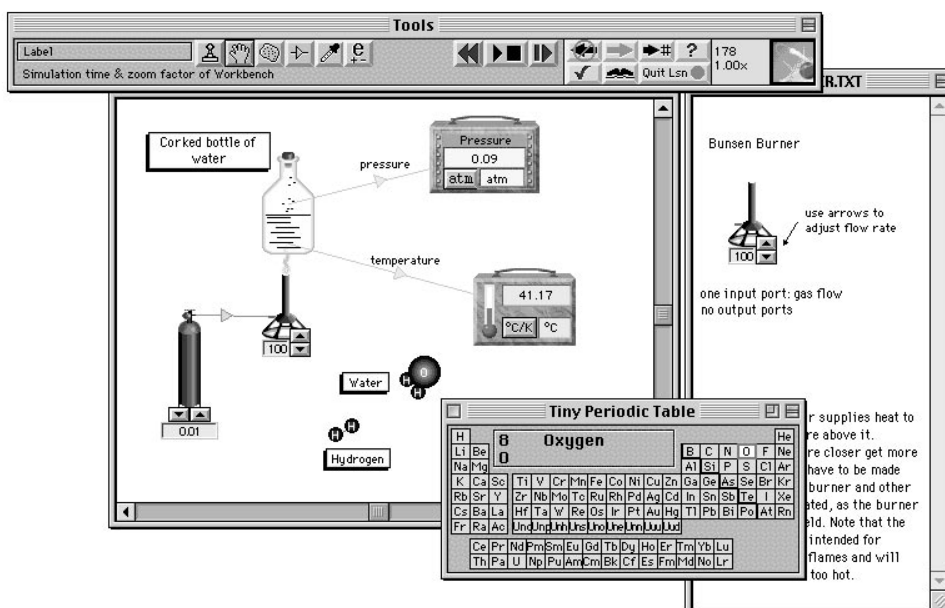 Tools
Label
Simulation time & zoom factor of Workbench
e
+-
#
?
Quit Lsn
178
1.00x
R.TXT
Corked bottle of
water
pressure
Pressure
0.09
atm atm
temperature
41.17
°C/K °C
100
0.01
Water
H O
H
H H
Hydrogen
Bunsen Burner
use arrows to
adjust flow rate
100
one input port: gas flow
no output ports
r supplies heat to
re above it.
re closer get more
have to be made
burner and other
ated, as the burner
eld. Note that the
intended for
flames and will
too hot.
Tiny Periodic Table
8 Oxygen
O
H He
Li Be B C N O F Ne
Na Mg Al Si P S Cl Ar
K Ca Sc Ti V Cr Mn Fe Co Ni Cu Zn Ga Ge As Se Br Kr
Rb Sr Y Zr Nb Mo Tc Ru Rh Pd Ag Cd In Sn Sb Te I Xe
Cs Ba La Hf Ta W Re Os Ir Pt Au Hg Tl Pb Bi Po At Rn
Fr Ra Ac Unq Unp Unh Uns Uno Une Unn Uuu Uud
Ce Pr Nd Pm Sm Eu Gd Tb Dy Ho Er Tm Yb Lu
Th Pa U Np Pu Am Cm Bk Cf Es Fm Md No Lr